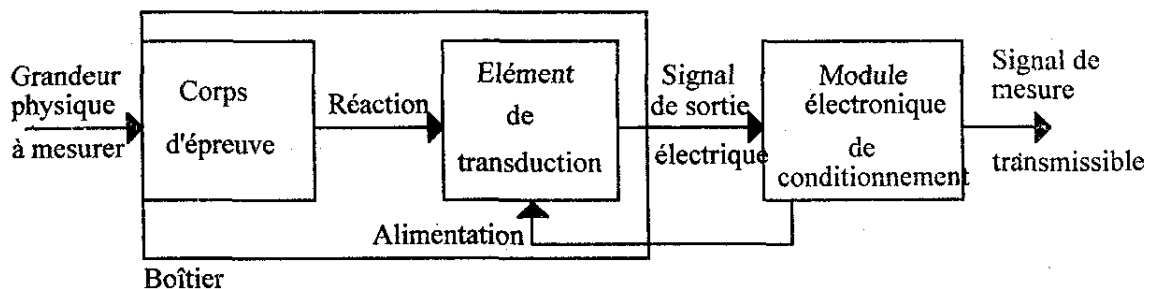 Grandeur
physique
à mesurer
Corps
d'épreuve
Réaction
Elément
de
transduction
Signal
de sortie
électrique
Module
électronique
de
conditionnement
Signal de
mesure
transmissible
Alimentation
Boîtier